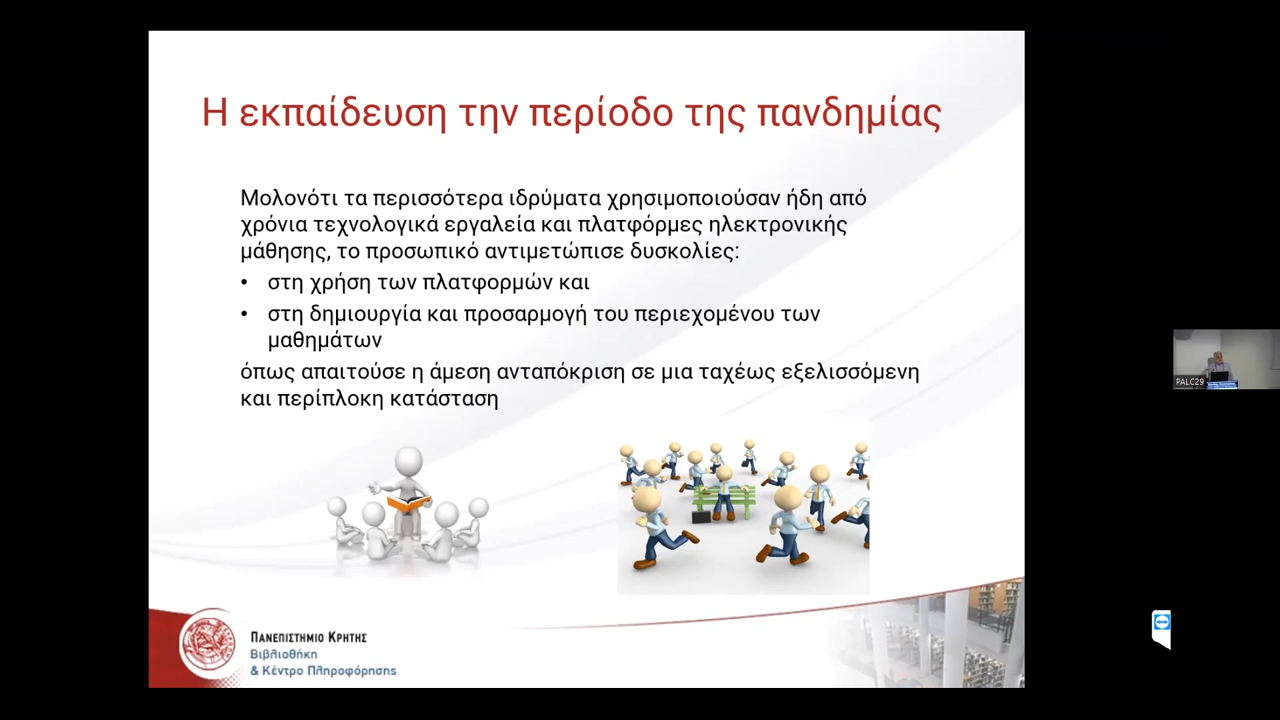 Η εκπαίδευση την περίοδο της πανδημίας
Μολονότι τα περισσότερα ιδρύματα χρησιμοποιούσαν ήδη από
χρόνια τεχνολογικά εργαλεία και πλατφόρμες ηλεκτρονικής
μάθησης, το προσωπικό αντιμετώπισε δυσκολίες:
• στη χρήση των πλατφορμών και
• στη δημιουργία και προσαρμογή του περιεχομένου των
μαθημάτων
όπως απαιτούσε η άμεση ανταπόκριση σε μια ταχέως εξελισσόμενη
και περίπλοκη κατάσταση
PALC29
ΠΑΝΕΠΙΣΤΗΜΙΟ ΚΡΗΤΗΣ
Βιβλιοθήκη
& Κέντρο Πληροφόρησης